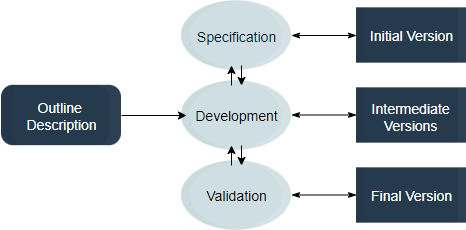 Specification
Initial Version
Outline
Description
Development
Intermediate
Versions
Validation
Final Version